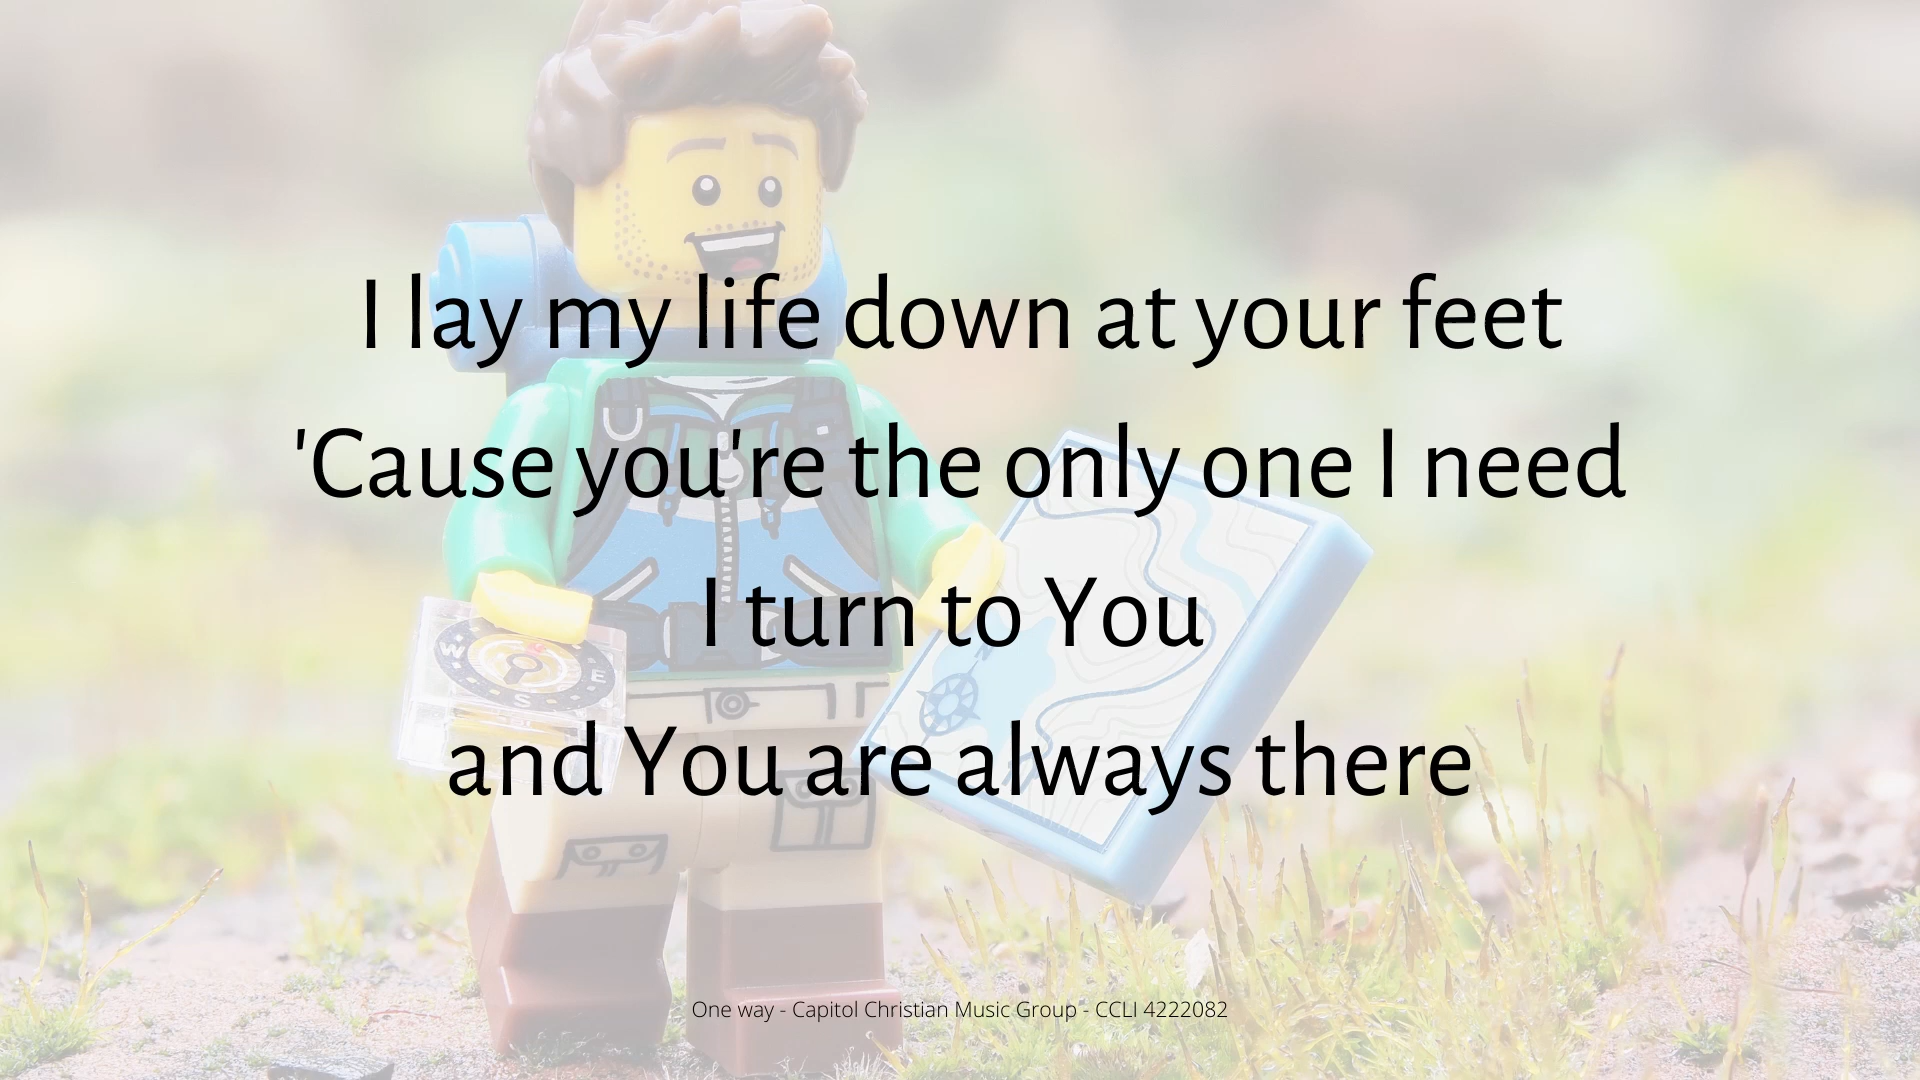 I lay my life down at your feet
'Cause you're the only one I need
I turn to You
and You are always there
W
E
S
N
One way - Capitol Christian Music Group - CCLI 4222082